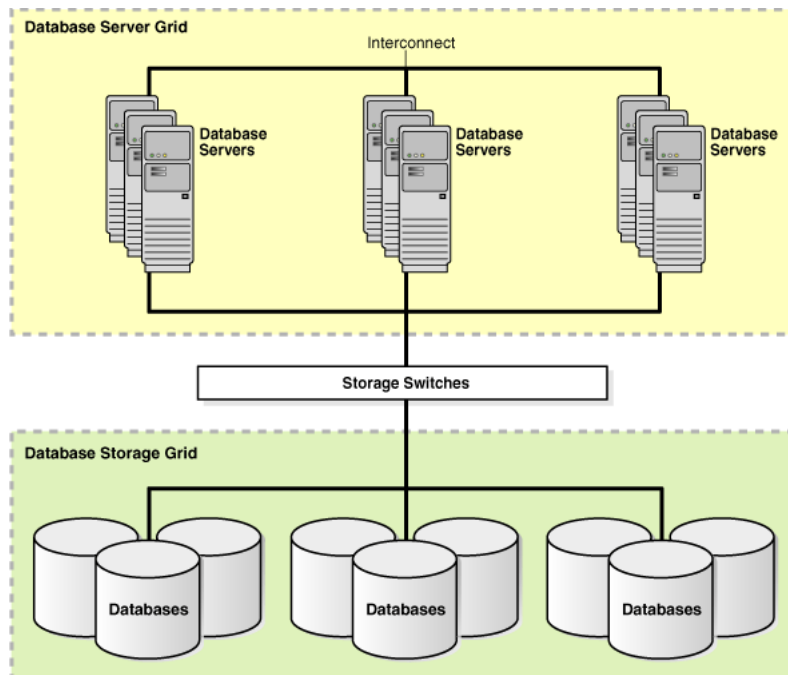 Database Server Grid
Interconnect
Database
Servers
Database
Servers
Database
Servers
Storage Switches
Database Storage Grid
Databases
Databases
Databases